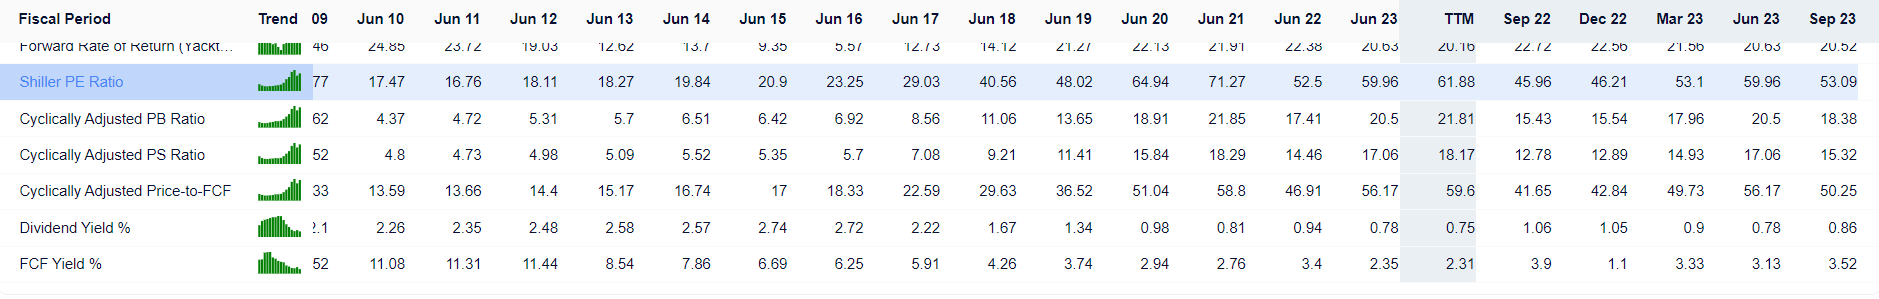 Fiscal Period Trend 09 Jun 10 Jun 11 Jun 12 Jun 13 Jun 14 Jun 15 Jun 16 Jun 17 Jun 18 Jun 19 Jun 20 Jun 21 Jun 22 Jun 23 TTM Sep 22 Dec 22 Mar 23 Jun 23 Sep 23
Forward Rate of Return (Yackt... 46 24.85 23.72 19.03 12.62 13.7 9.35 5.57 12.73 14.12 21.27 22.13 21.91 22.38 20.63 20.16 22.72 22.56 21.56 20.63 20.52
Shiller PE Ratio 77 17.47 16.76 18.11 18.27 19.84 20.9 23.25 29.03 40.56 48.02 64.94 71.27 52.5 59.96 61.88 45.96 46.21 53.1 59.96 53.09
Cyclically Adjusted PB Ratio 62 4.37 4.72 5.31 5.7 6.51 6.42 6.92 8.56 11.06 13.65 18.91 21.85 17.41 20.5 21.81 15.43 15.54 17.96 20.5 18.38
Cyclically Adjusted PS Ratio 52 4.8 4.73 4.98 5.09 5.52 5.35 5.7 7.08 9.21 11.41 15.84 18.29 14.46 17.06 18.17 12.78 12.89 14.93 17.06 15.32
Cyclically Adjusted Price-to-FCF 33 13.59 13.66 14.4 15.17 16.74 17 18.33 22.59 29.63 36.52 51.04 58.8 46.91 56.17 59.6 41.65 42.84 49.73 56.17 50.25
Dividend Yield % 2.1 2.26 2.35 2.48 2.58 2.57 2.74 2.72 2.22 1.67 1.34 0.98 0.81 0.94 0.78 0.75 1.06 1.05 0.9 0.78 0.86
FCF Yield % 52 11.08 11.31 11.44 8.54 7.86 6.69 6.25 5.91 4.26 3.74 2.94 2.76 3.4 2.35 2.31 3.9 1.1 3.33 3.13 3.52